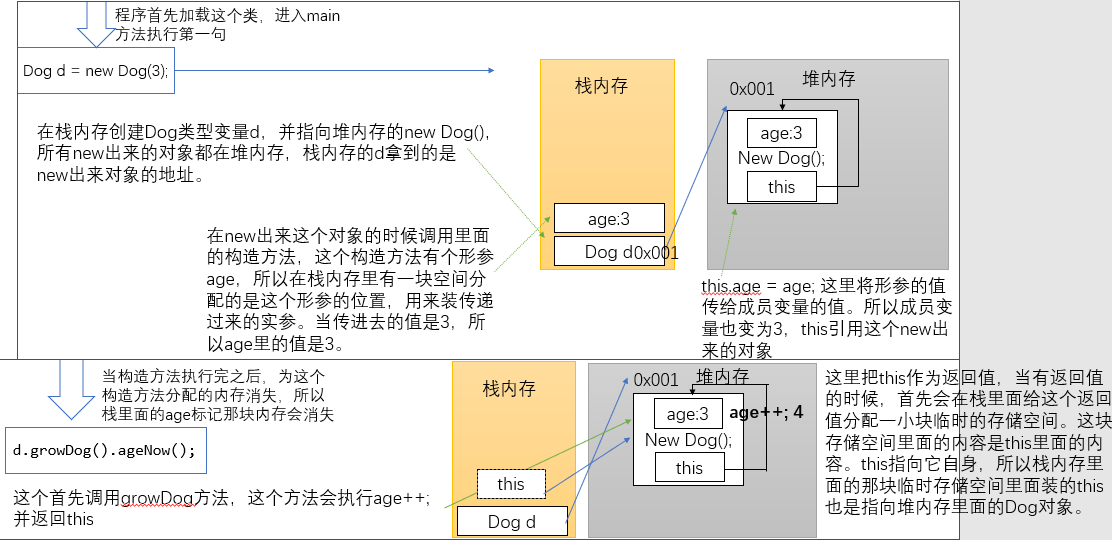 程序首先加载这个类，进入main
方法执行第一句
Dog d = new Dog(3);
在栈内存创建Dog类型变量d，并指向堆内存的new Dog(),
所有new出来的对象都在堆内存，栈内存的d拿到的是
new出来对象的地址。
在new出来这个对象的时候调用里面
的构造方法，这个构造方法有个形参
age，所以在栈内存里有一块空间分
配的是这个形参的位置，用来装传递
过来的实参。当传进去的值是3，所
以age里的值是3。
栈内存
age:3
Dog d0x001
堆内存
0x001
age:3
New Dog();
this
this.age = age; 这里将形参的值
传给成员变量的值。所以成员变
量也变为3，this引用这个new出
来的对象
当构造方法执行完之后，为这个
构造方法分配的内存消失，所以
栈里面的age标记那块内存会消失
d.growDog().ageNow();
这个首先调用growDog方法，这个方法会执行age++;
并返回this
栈内存
this
Dog d
0x001
堆内存
age:3
age++; 4
New Dog();
this
这里把this作为返回值，当有返回值
的时候，首先会在栈里面给这个返回
值分配一小块临时的存储空间。这块
存储空间里面的内容是this里面的内
容。this指向它自身，所以栈内存里
面的那块临时存储空间里面装的this
也是指向堆内存里面的Dog对象。